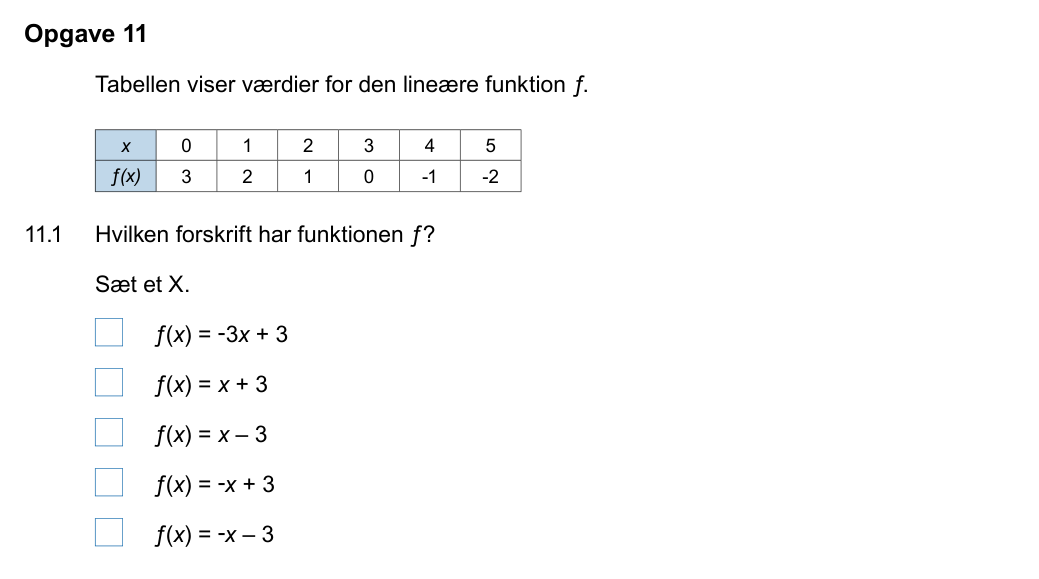 Opgave 11
Tabellen viser værdier for den lineære funktion f.
x 0 1 2 3 4 5
f(x) 3 2 1 0 -1 -2
11.1 Hvilken forskrift har funktionen f?
Sæt et X.
f(x) = -3x + 3
f(x) = x + 3
f(x) = x – 3
f(x) = -x + 3
f(x) = -x – 3